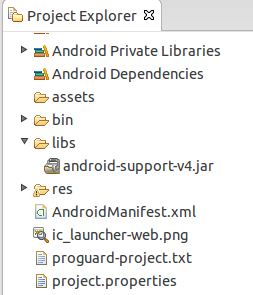 Project Explorer
Android Private Libraries
Android Dependencies
assets
bin
libs
android-support-v4.jar
res
AndroidManifest.xml
ic_launcher-web.png
proguard-project.txt
project.properties